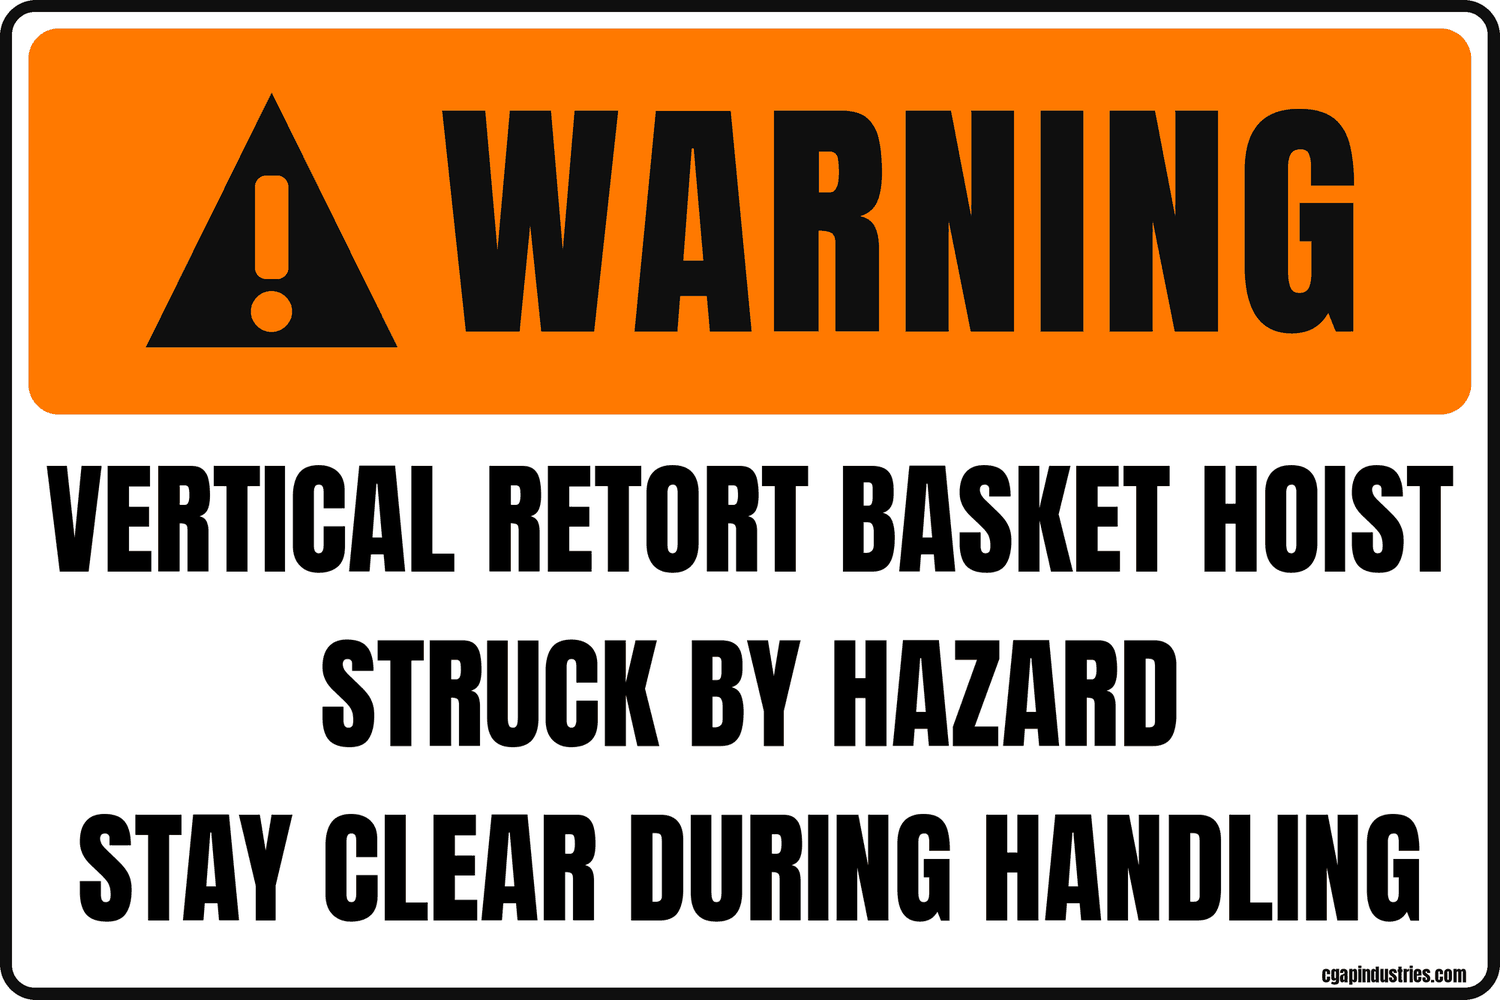 WARNING
VERTICAL RETORT BASKET HOIST
STRUCK BY HAZARD
STAY CLEAR DURING HANDLING
cgapindustries.com